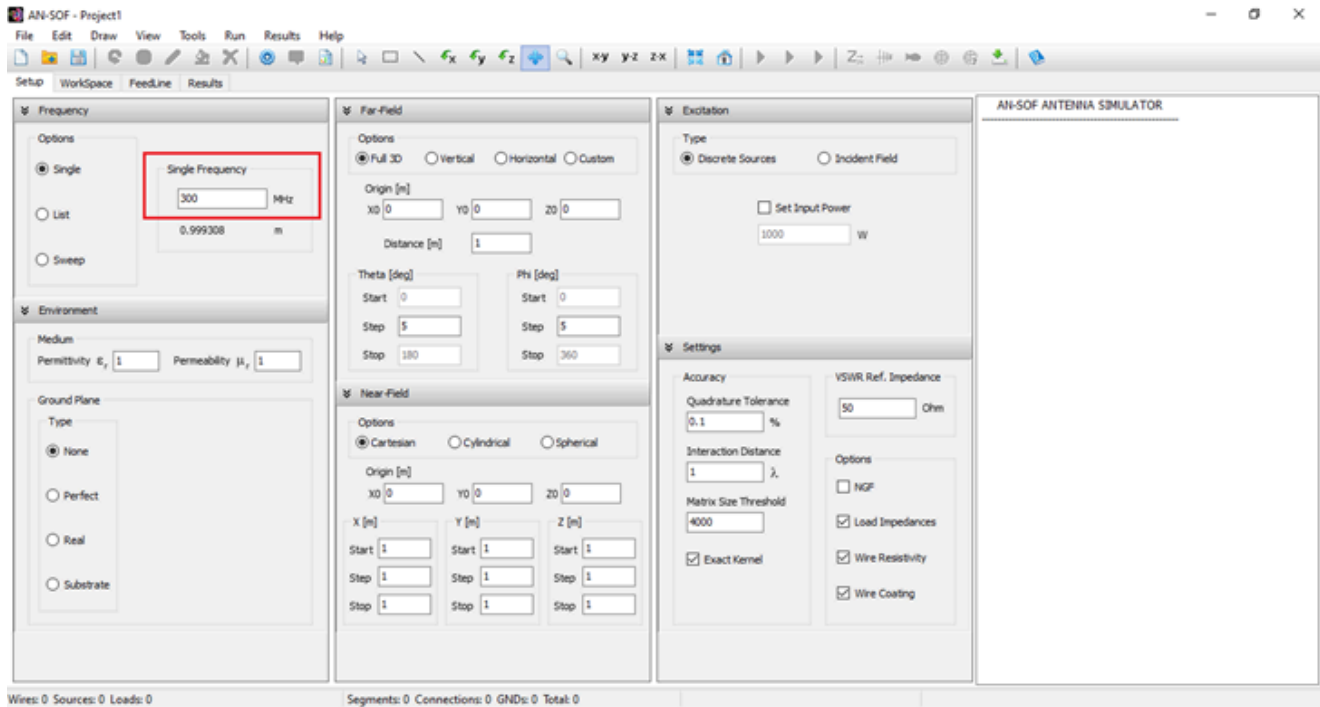 AN-SOF - Project1
File Edit Draw View Tools Run Results Help
x-y y-z z-x
Setup WorkSpace FeedLine Results
Frequency
Options
Single
List
Sweep
Single Frequency
300 MHz
0.999308 m
Environment
Medium
Permittivity εr 1 Permeability μr 1
Ground Plane
Type
None
Perfect
Real
Substrate
Far-Field
Options
Full 3D Vertical Horizontal Custom
Origin [m]
X0 0 Y0 0 Z0 0
Distance [m] 1
Theta [deg] Phi [deg]
Start 0 Start 0
Step 5 Step 5
Stop 180 Stop 360
Near-Field
Options
Cartesian Cylindrical Spherical
Origin [m]
X0 0 Y0 0 Z0 0
X [m] Y [m] Z [m]
Start 1 Start 1 Start 1
Step 1 Step 1 Step 1
Stop 1 Stop 1 Stop 1
Excitation
Type
Discrete Sources Incident Field
Set Input Power
1000 W
Settings
Accuracy
Quadrature Tolerance
0.1 %
Interaction Distance
1 λ
Matrix Size Threshold
4000
Exact Kernel
VSWR Ref. Impedance
50 Ohm
Options
NGF
Load Impedances
Wire Resistivity
Wire Coating
AN-SOF ANTENNA SIMULATOR
Wires: 0 Sources: 0 Loads: 0 Segments: 0 Connections: 0 GNDs: 0 Total: 0